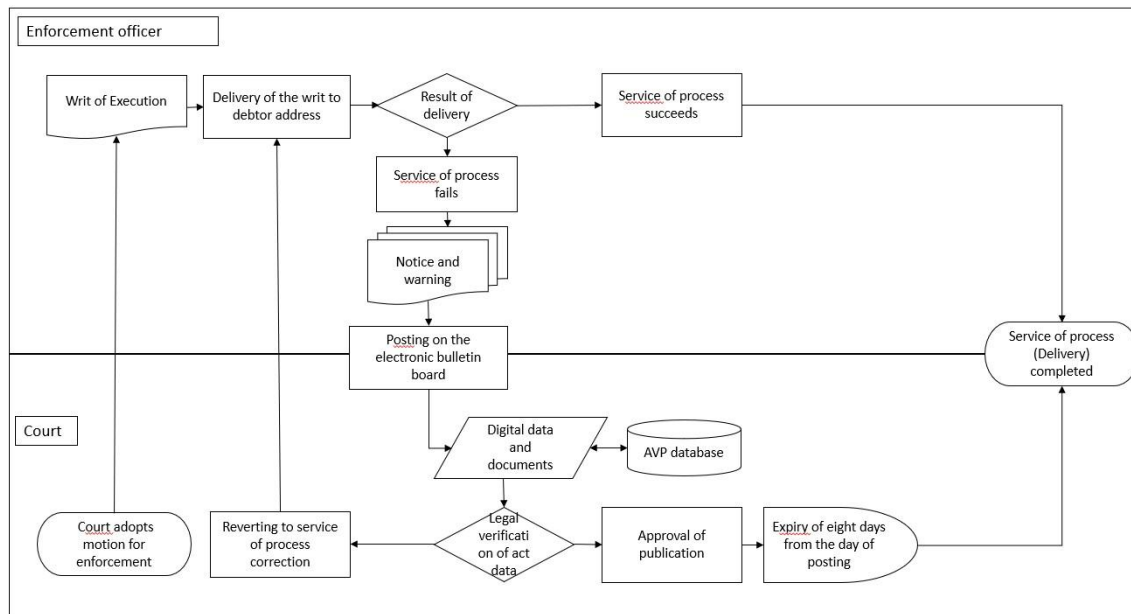 Enforcement officer
Writ of Execution
Delivery of the writ to
debtor address
Result of
delivery
Service of process
succeeds
Service of process
fails
Notice and
warning
Posting on the
electronic bulletin
board
Service of process
(Delivery)
completed
Court
Digital data
and
documents
AVP database
Court adopts
motion for
enforcement
Reverting to service
of process
correction
Legal
verificati
on of act
data
Approval of
publication
Expiry of eight days
from the day of
posting